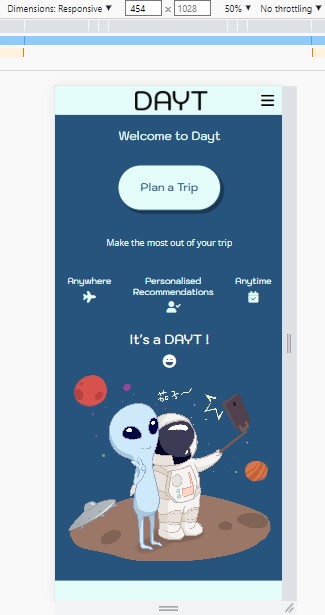 Dimensions: Responsive ▼ 454 × 1028 50% ▼ No throttling ▼
DAYT
Welcome to Dayt
Plan a Trip
Make the most out of your trip
Anywhere
Personalised
Recommendations
Anytime
It's a DAYT !
茄子~